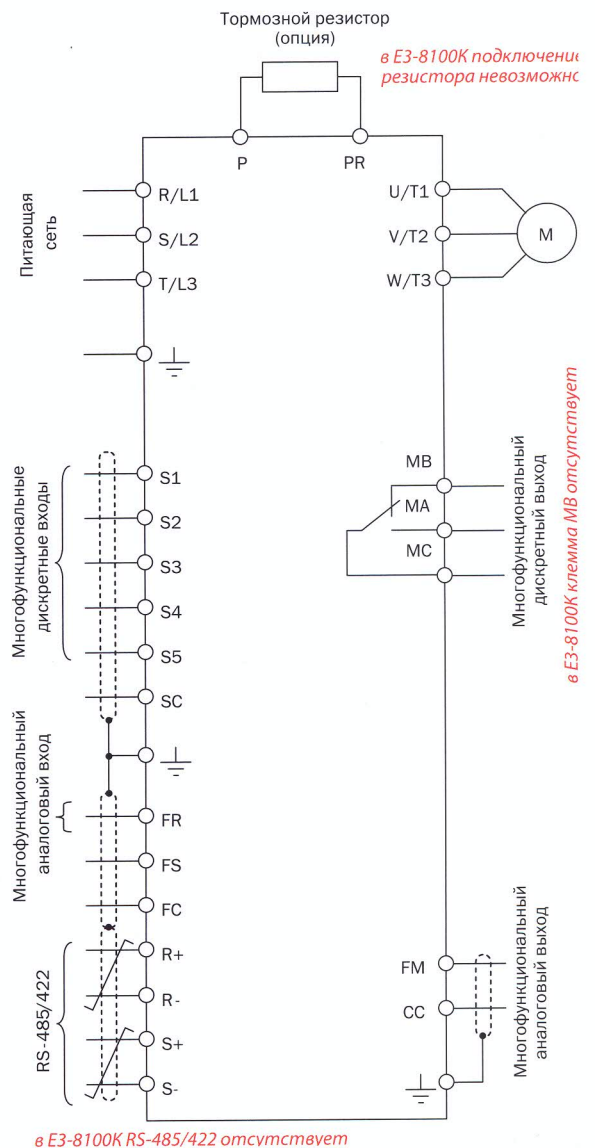 Тормозной резистор
(опция)
в E3-8100K подключение
резистора невозможно
P
PR
Питающая
сеть
R/L1
S/L2
T/L3
U/T1
V/T2
W/T3
M
Многофункциональные
дискретные входы
S1
S2
S3
S4
S5
SC
MB
MA
MC
Многофункциональный
дискретный выход
в E3-8100K клемма MB отсутствует
Многофункциональный
аналоговый вход
FR
FS
FC
RS-485/422
R+
R-
S+
S-
FM
CC
Многофункциональный
аналоговый выход
в E3-8100K RS-485/422 отсутствует